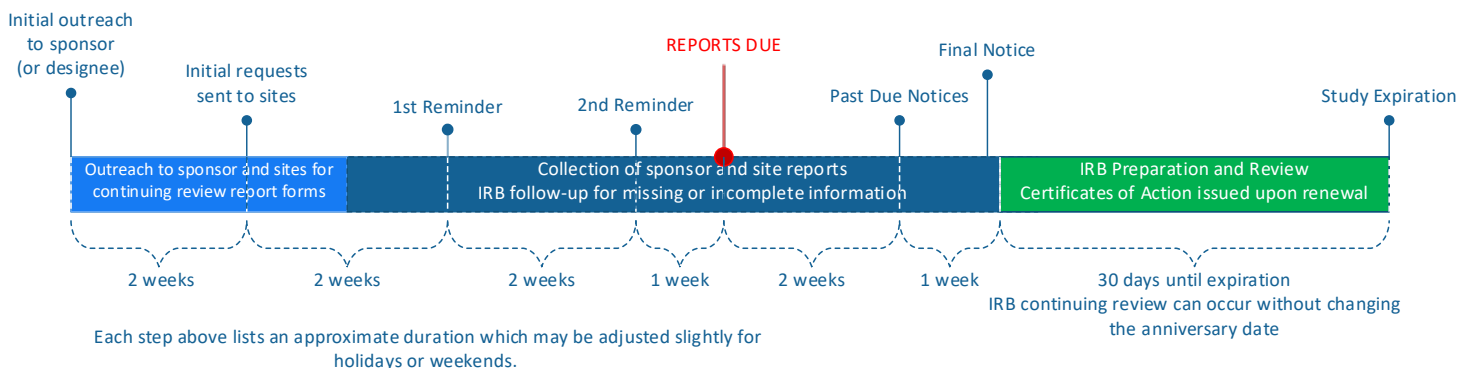 Initial outreach
to sponsor
(or designee)
Initial requests
sent to sites
1st Reminder
2nd Reminder
REPORTS DUE
Past Due Notices
Final Notice
Study Expiration
Outreach to sponsor and sites for
continuing review report forms
Collection of sponsor and site reports
IRB follow-up for missing or incomplete information
IRB Preparation and Review
Certificates of Action issued upon renewal
2 weeks
2 weeks
2 weeks
1 week
2 weeks
1 week
30 days until expiration
IRB continuing review can occur without changing
the anniversary date
Each step above lists an approximate duration which may be adjusted slightly for
holidays or weekends.